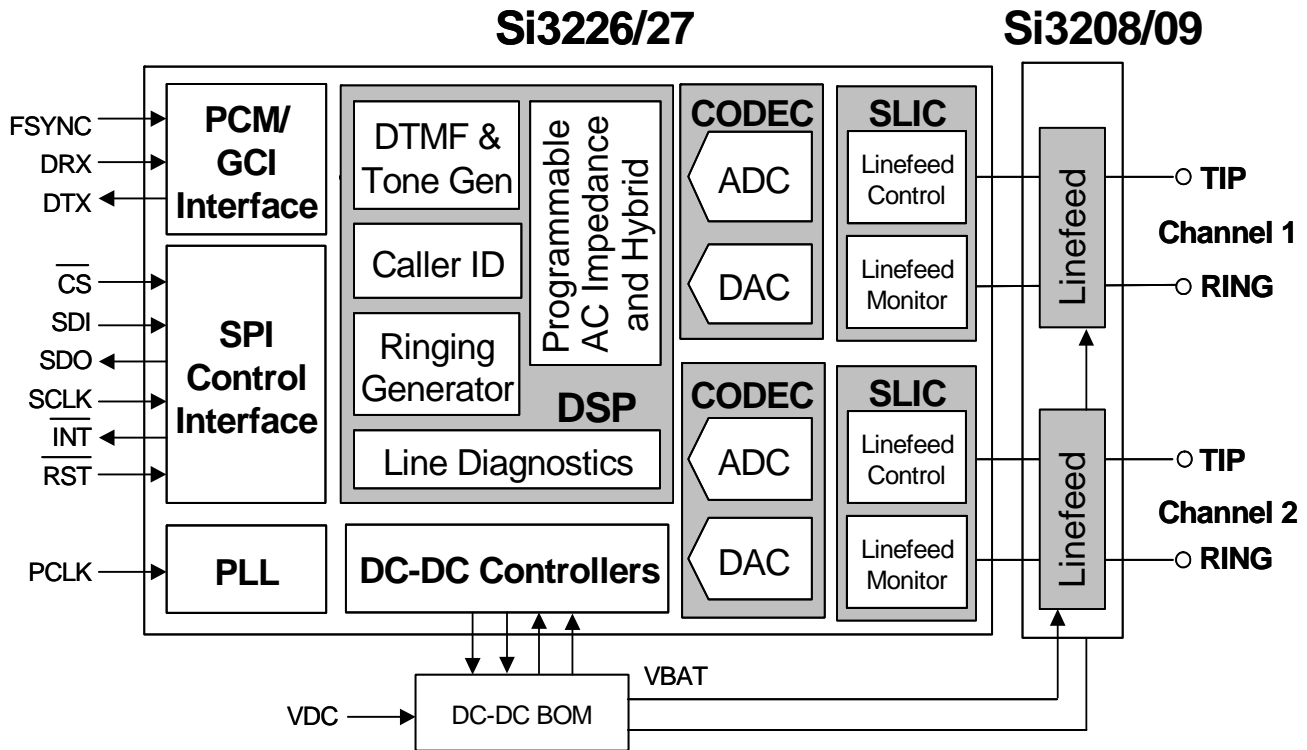 Si3226/27
Si3208/09
FSYNC
DRX
DTX
PCM/
GCI
Interface
C̅S̅
SDI
SDO
SCLK
I̅N̅T̅
R̅S̅T̅
SPI
Control
Interface
PCLK
PLL
DTMF &
Tone Gen
Caller ID
Ringing
Generator
Programmable
AC Impedance
and Hybrid
DSP
Line Diagnostics
DC-DC Controllers
CODEC
ADC
DAC
SLIC
Linefeed
Control
Linefeed
Monitor
Linefeed
TIP
Channel 1
RING
CODEC
ADC
DAC
SLIC
Linefeed
Control
Linefeed
Monitor
Linefeed
TIP
Channel 2
RING
VDC
DC-DC BOM
VBAT